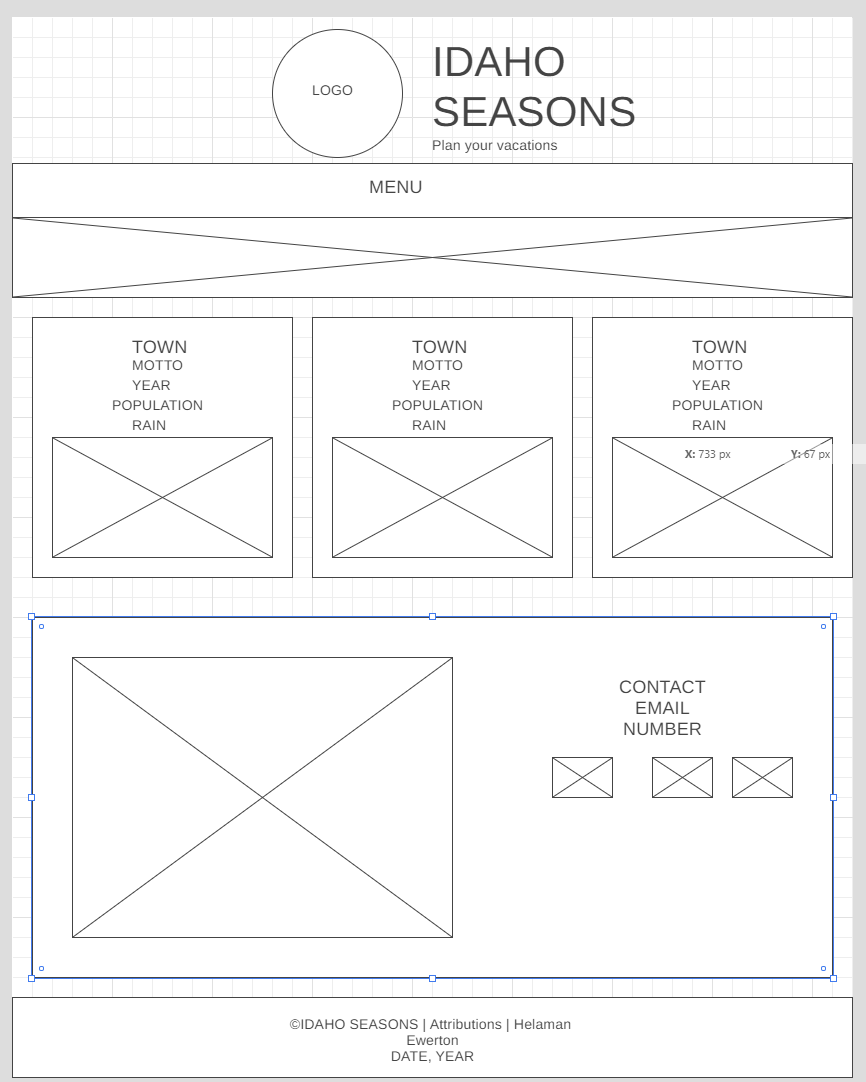 LOGO
IDAHO
SEASONS
Plan your vacations
MENU
TOWN
MOTTO
YEAR
POPULATION
RAIN
TOWN
MOTTO
YEAR
POPULATION
RAIN
TOWN
MOTTO
YEAR
POPULATION
RAIN
X: 733 px Y: 67 px
CONTACT
EMAIL
NUMBER
©IDAHO SEASONS | Attributions | Helaman
Ewerton
DATE, YEAR